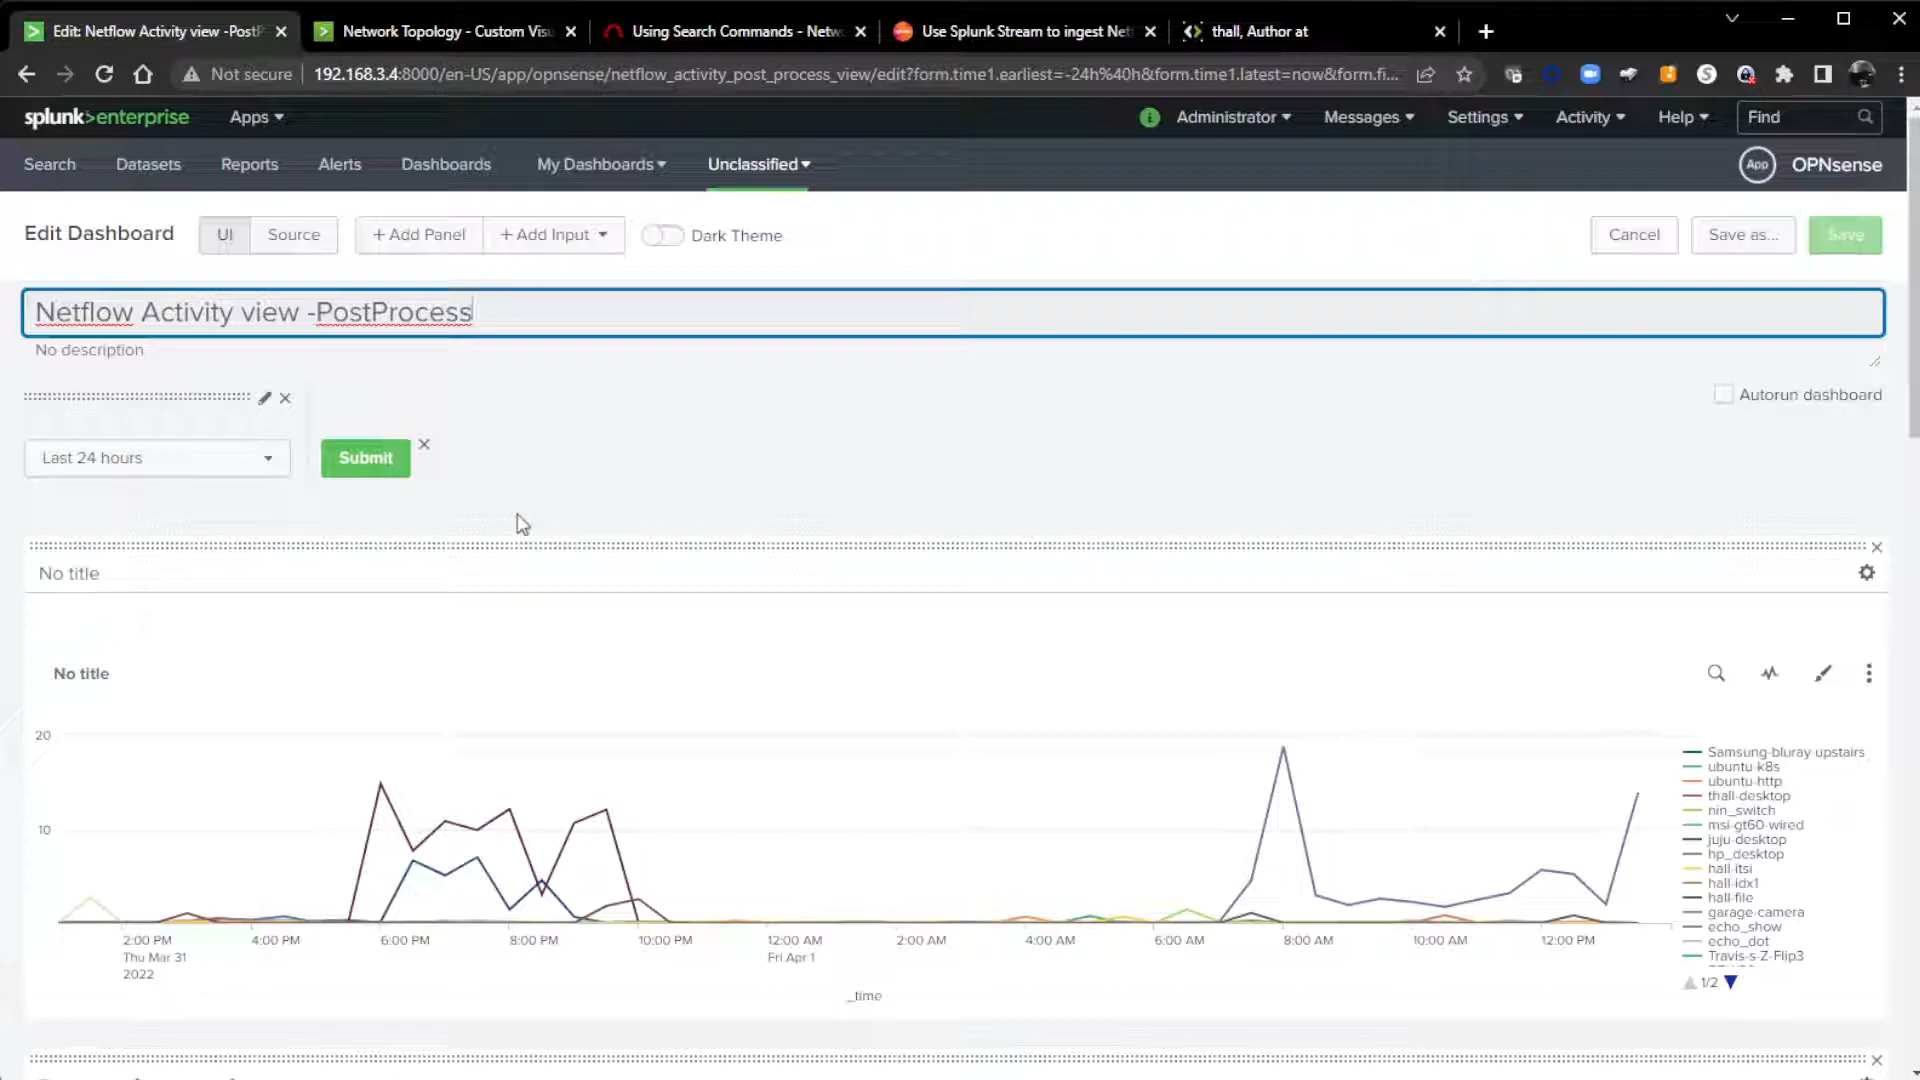 Edit: Netflow Activity view -PostP
Network Topology - Custom Visu
Using Search Commands - Netw
Use Splunk Stream to ingest Net
thall, Author at
Not secure
192.168.3.4:8000/en-US/app/opnsense/netflow_activity_post_process_view/edit?form.time1.earliest=-24h%40h&form.time1.latest=now&form.fi...
splunk>enterprise
Apps
Administrator
Messages
Settings
Activity
Help
Find
Search
Datasets
Reports
Alerts
Dashboards
My Dashboards
Unclassified
App
OPNsense
Edit Dashboard
UI
Source
+ Add Panel
+ Add Input
Dark Theme
Cancel
Save as...
Save
Netflow Activity view -PostProcess
No description
Autorun dashboard
Last 24 hours
Submit
No title
No title
20
10
Samsung-bluray upstairs
ubuntu-k8s
ubuntu-http
thall-desktop
nin_switch
msi-gt60-wired
juju-desktop
hp_desktop
hall-itsi
hall-idx1
hall-file
garage-camera
echo_show
echo_dot
Travis-s-Z-Flip3
1/2
2:00 PM
Thu Mar 31
2022
4:00 PM
6:00 PM
8:00 PM
10:00 PM
12:00 AM
Fri Apr 1
2:00 AM
4:00 AM
6:00 AM
8:00 AM
10:00 AM
12:00 PM
_time